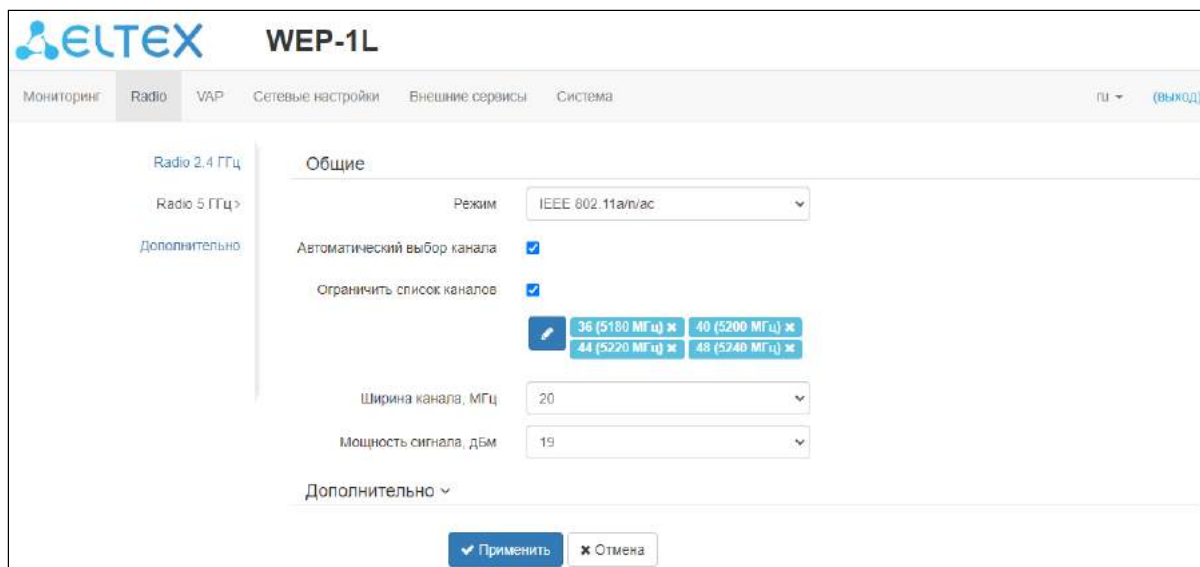 ELTEX WEP-1L
Мониторинг Radio VAP Сетевые настройки Внешние сервисы Система ru (выход)
Radio 2.4 ГГц
Radio 5 ГГц >
Дополнительно
Общие
Режим IEEE 802.11a/n/ac
Автоматический выбор канала
Ограничить список каналов
36 (5180 МГц) × 40 (5200 МГц) ×
44 (5220 МГц) × 48 (5240 МГц) ×
Ширина канала, МГц 20
Мощность сигнала, дБм 19
Дополнительно
Применить × Отмена